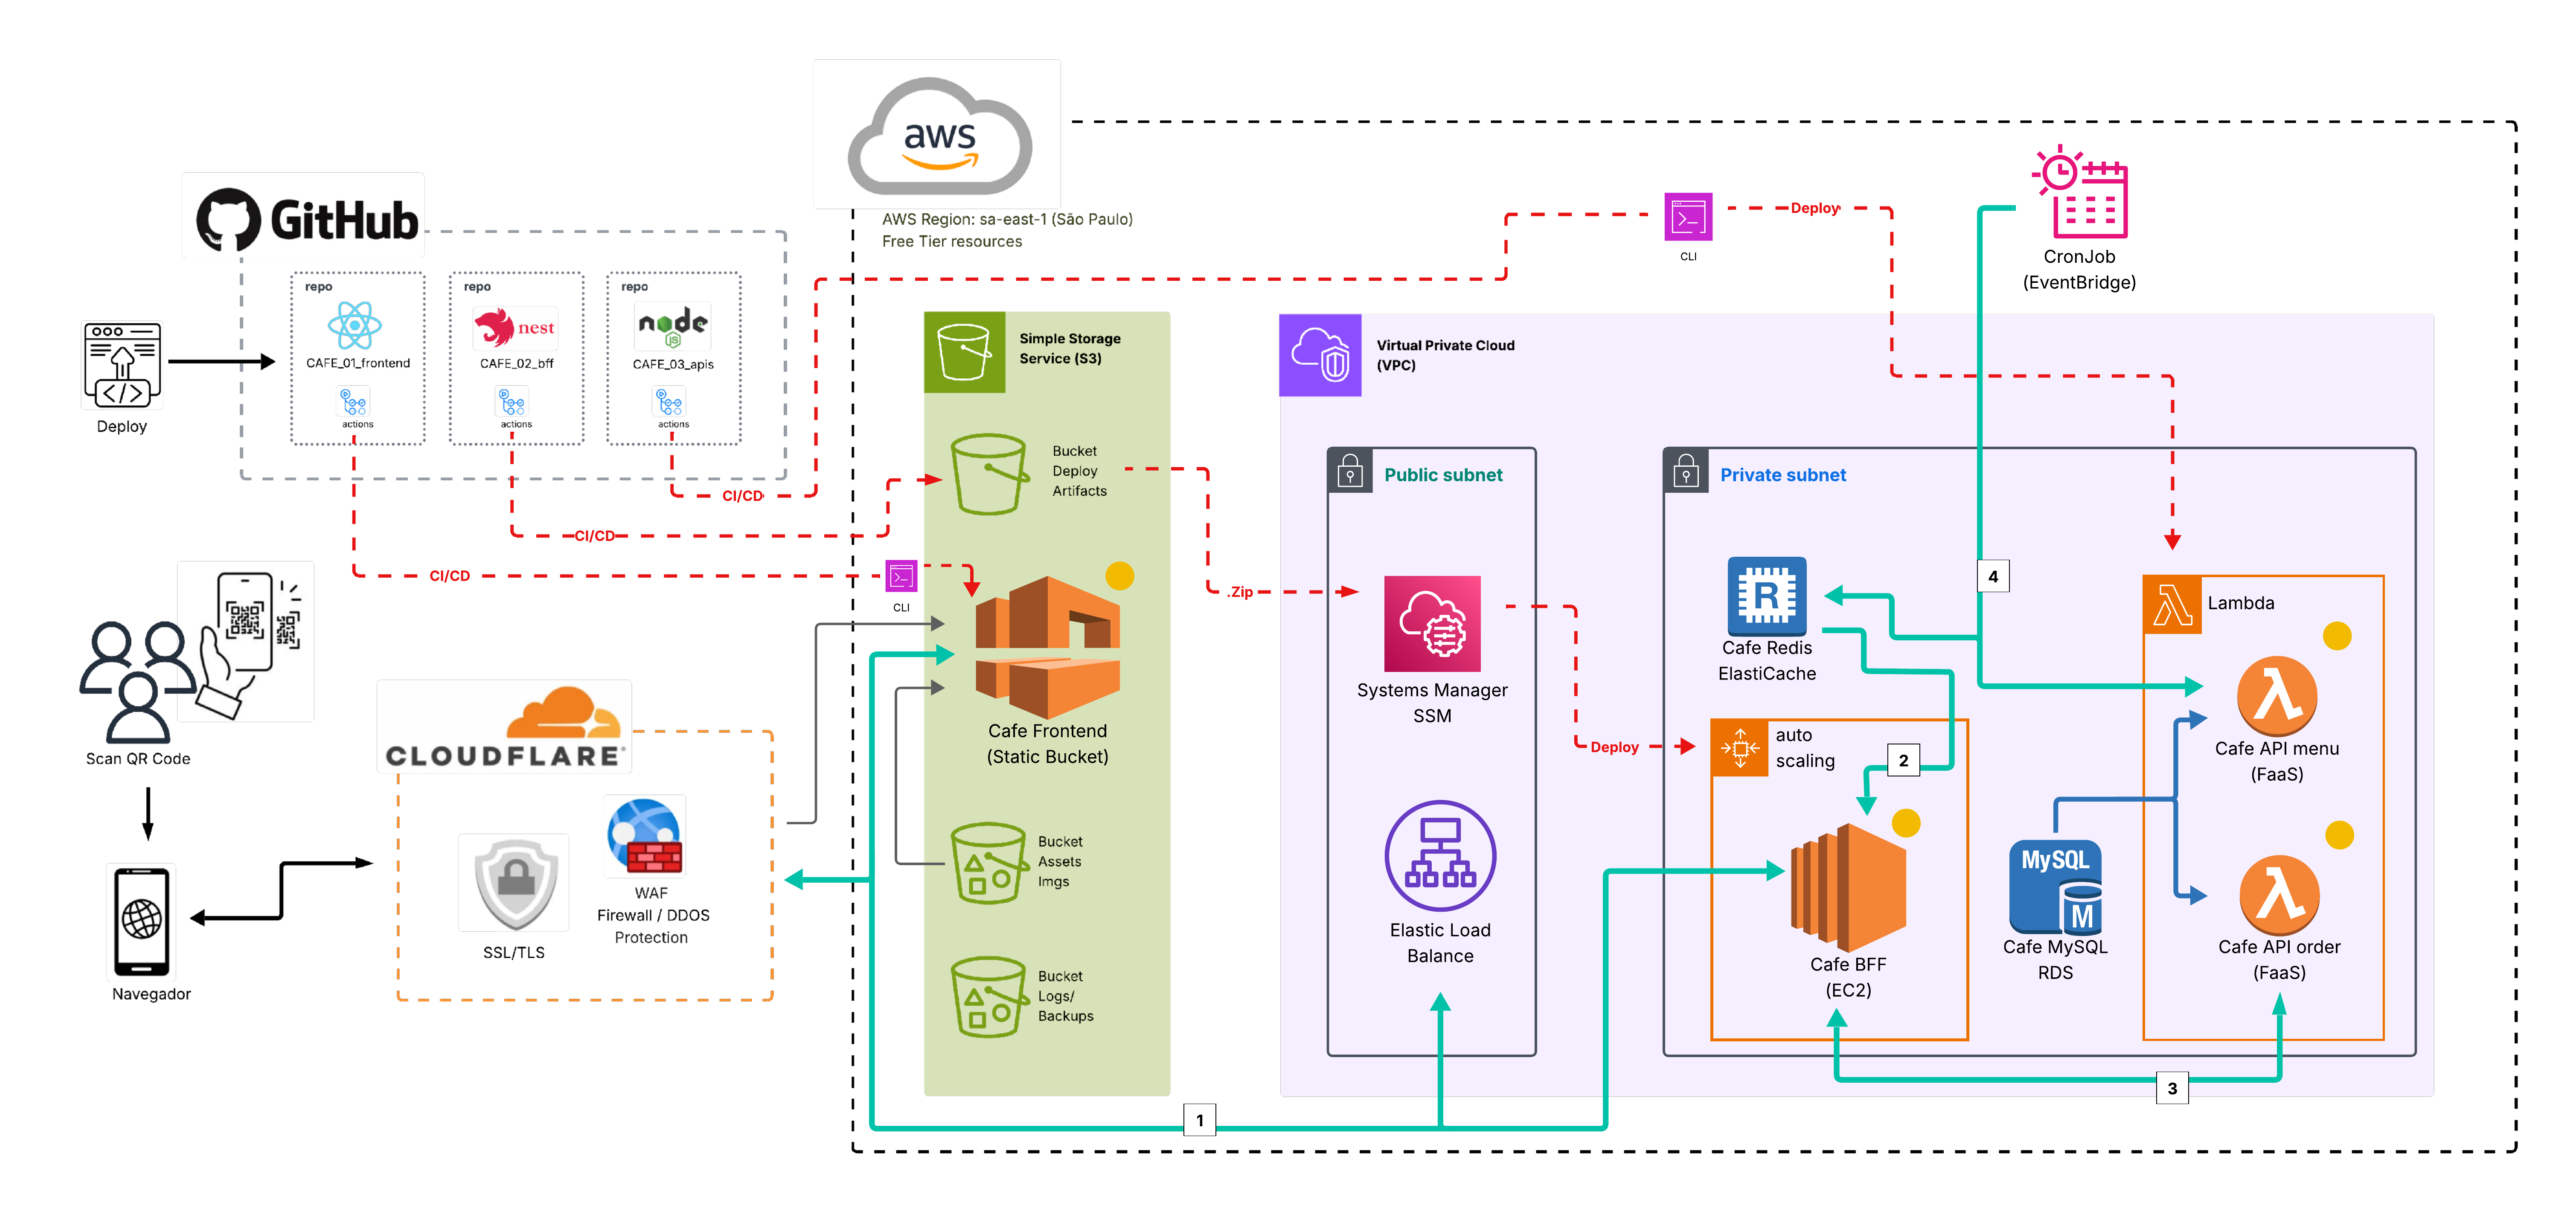 aws
AWS Region: sa-east-1 (São Paulo)
Free Tier resources
GitHub
repo
CAFE_01_frontend
actions
repo
nest
CAFE_02_bff
actions
repo
node
JS
CAFE_03_apis
actions
Deploy
CI/CD
CI/CD
CI/CD
CLI
CLI
Deploy
CronJob
(EventBridge)
Scan QR Code
Navegador
CLOUDFLARE
SSL/TLS
WAF
Firewall / DDOS
Protection
Simple Storage
Service (S3)
Bucket
Deploy
Artifacts
Cafe Frontend
(Static Bucket)
Bucket
Assets
Imgs
Bucket
Logs/
Backups
.Zip
1
Virtual Private Cloud
(VPC)
Public subnet
Systems Manager
SSM
Elastic Load
Balance
Deploy
Private subnet
R
Cafe Redis
ElastiCache
4
auto
scaling
2
Cafe BFF
(EC2)
MySQL
M
Cafe MySQL
RDS
Lambda
Cafe API menu
(FaaS)
Cafe API order
(FaaS)
3